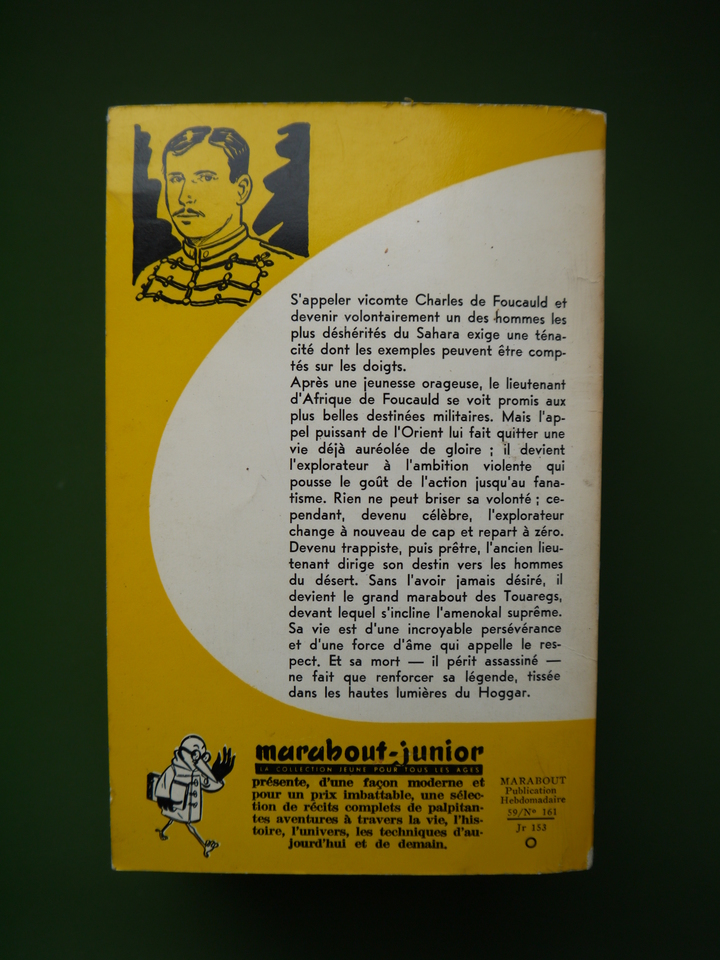 S'appeler vicomte Charles de Foucauld et
devenir volontairement un des hommes les
plus déshérités du Sahara exige une téna-
cité dont les exemples peuvent être comp-
tés sur les doigts.
Après une jeunesse orageuse, le lieutenant
d'Afrique de Foucauld se voit promis aux
plus belles destinées militaires. Mais l'ap-
pel puissant de l'Orient lui fait quitter une
vie déjà auréolée de gloire ; il devient
l'explorateur à l'ambition violente qui
pousse le goût de l'action jusqu'au fana-
tisme. Rien ne peut briser sa volonté ; ce-
pendant, devenu célèbre, l'explorateur
change à nouveau de cap et repart à zéro.
Devenu trappiste, puis prêtre, l'ancien lieu-
tenant dirige son destin vers les hommes
du désert. Sans l'avoir jamais désiré, il
devient le grand marabout des Touaregs,
devant lequel s'incline l'amenokal suprême.
Sa vie est d'une incroyable persévérance
et d'une force d'âme qui appelle le res-
pect. Et sa mort — il périt assassiné —
ne fait que renforcer sa légende, tissée
dans les hautes lumières du Hoggar.
marabout-junior
LA COLLECTION JEUNE POUR TOUS LES AGES
présente, d'une façon moderne et
pour un prix imbattable, une sélec-
tion de récits complets de palpitan-
tes aventures à travers la vie, l'his-
toire, l'univers, les techniques d'au-
jourd'hui et de demain.
MARABOUT
Publication
Hebdomadaire
59/N° 161
Jr 153